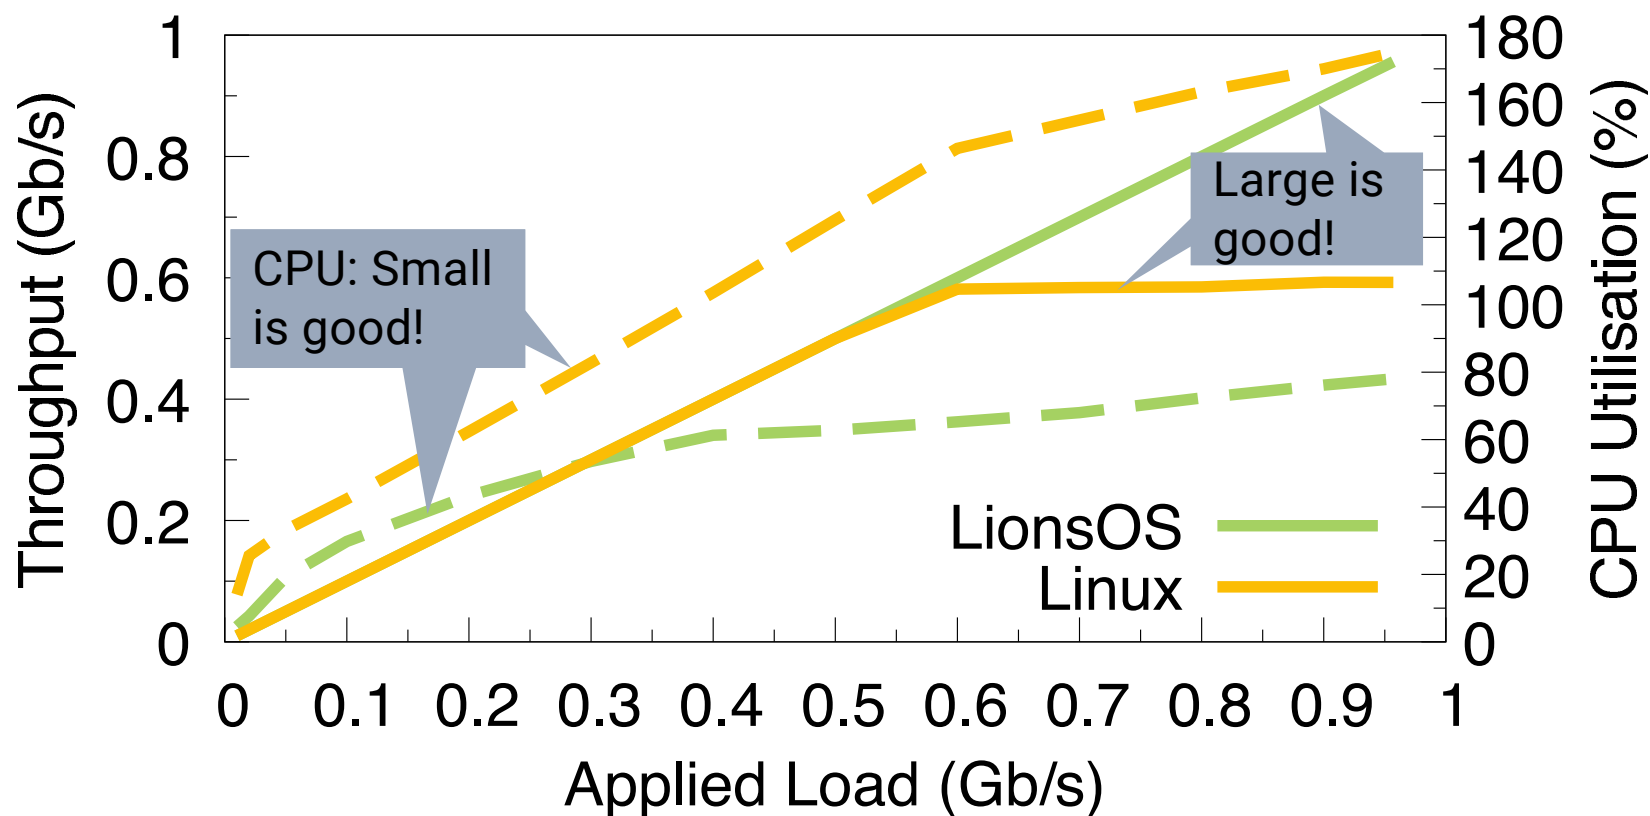 Throughput (Gb/s)
1
0.8
0.6
0.4
0.2
0
CPU: Small
is good!
Large is
good!
LionsOS
Linux
180
160
140
120
100
80
60
40
20
0
CPU Utilisation (%)
0 0.1 0.2 0.3 0.4 0.5 0.6 0.7 0.8 0.9 1
Applied Load (Gb/s)